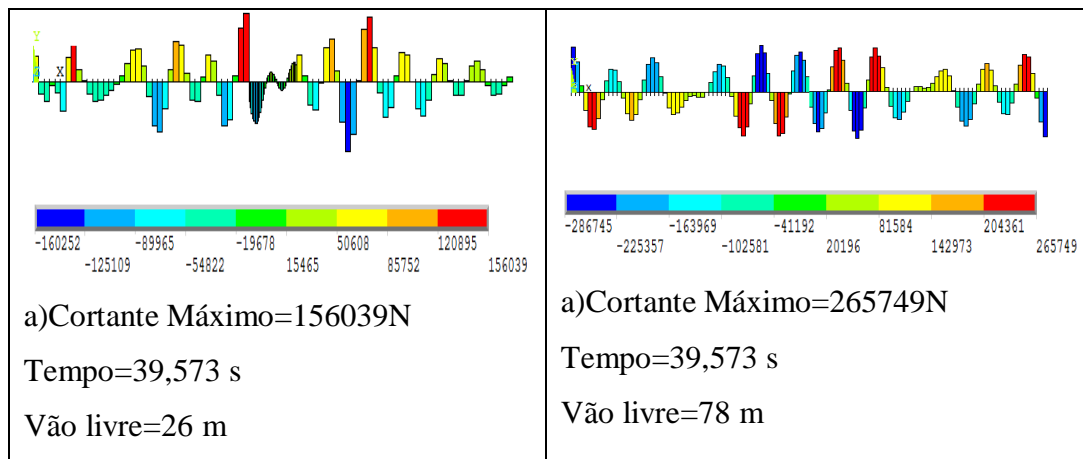 Y
Z X
-160252 -89965 -19678 50608 120895
-125109 -54822 15465 85752 156039
a)Cortante Máximo=156039N
Tempo=39,573 s
Vão livre=26 m
X
-286745 -163969 -41192 81584 204361
-225357 -102581 20196 142973 265749
a)Cortante Máximo=265749N
Tempo=39,573 s
Vão livre=78 m